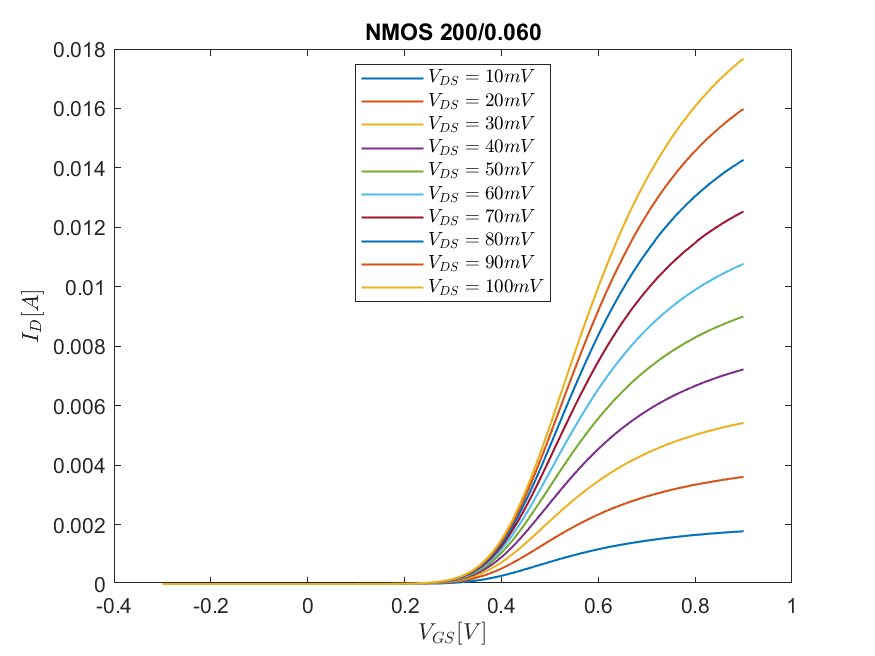 NMOS 200/0.060
0.018
0.016
0.014
0.012
0.01
0.008
0.006
0.004
0.002
0
I_D[A]
V_DS = 10mV
V_DS = 20mV
V_DS = 30mV
V_DS = 40mV
V_DS = 50mV
V_DS = 60mV
V_DS = 70mV
V_DS = 80mV
V_DS = 90mV
V_DS = 100mV
-0.4 -0.2 0 0.2 0.4 0.6 0.8 1
V_GS[V]